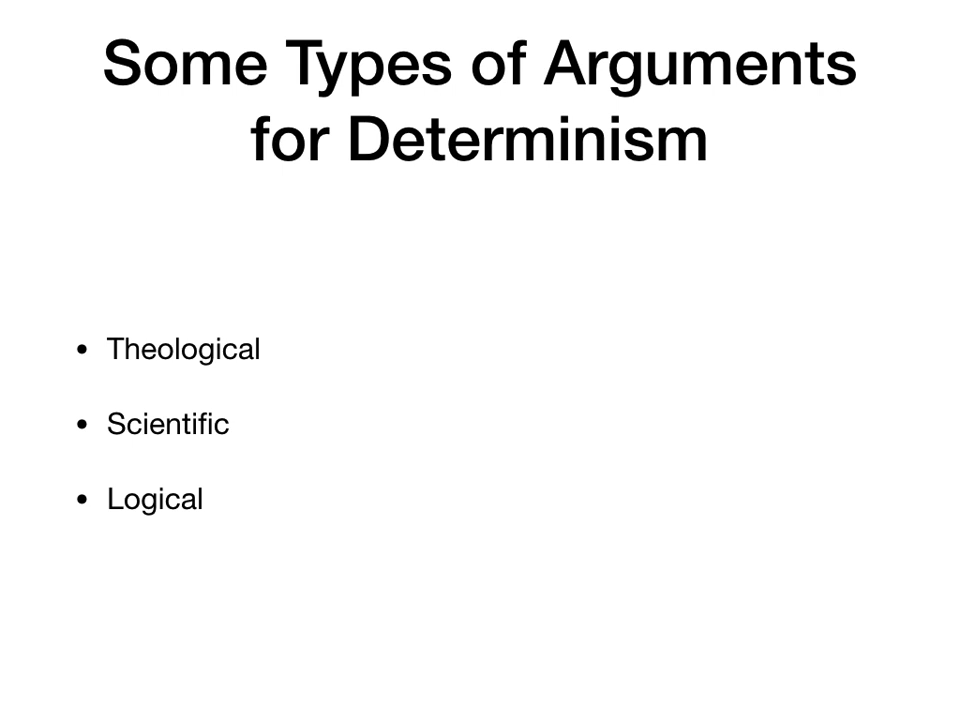 Some Types of Arguments
for Determinism
• Theological
• Scientific
• Logical